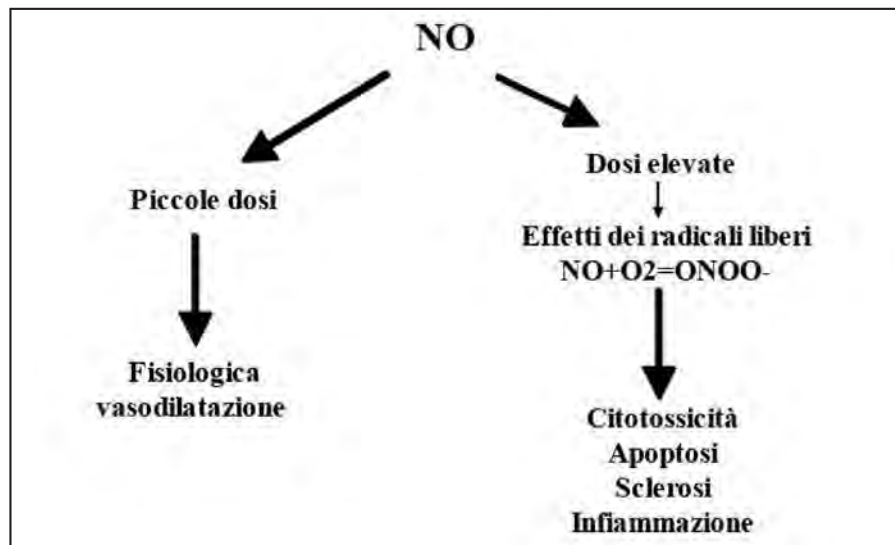 NO
Piccole dosi
Fisiologica
vasodilatazione
Dosi elevate
Effetti dei radicali liberi
NO+O2=ONOO-
Citotossicità
Apoptosi
Sclerosi
Infiammazione